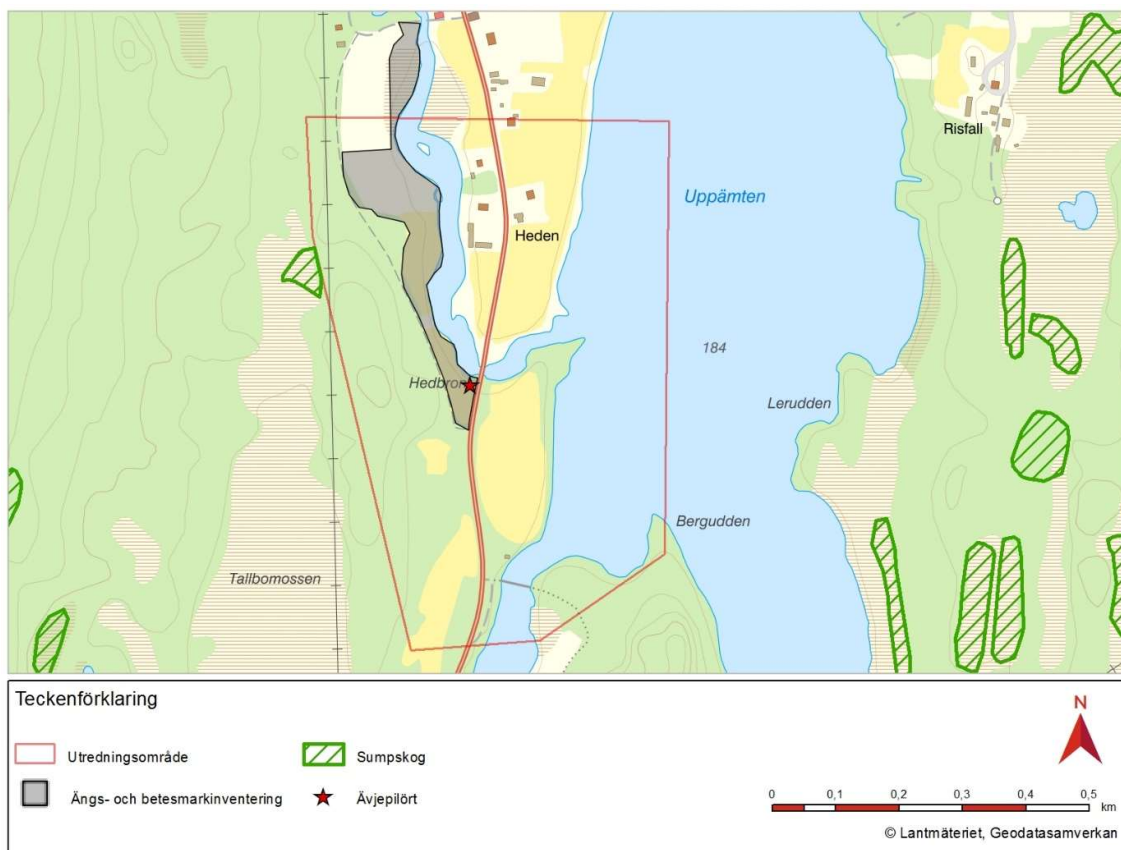 Risfall
Uppämten
Heden
184
Hedbron
Lerudden
Bergudden
Tallbomossen
Teckenförklaring
Utredningsområde
Sumpskog
Ängs- och betesmarkinventering
Ävjepilört
N
0 0,1 0,2 0,3 0,4 0,5
km
© Lantmäteriet, Geodatasamverkan